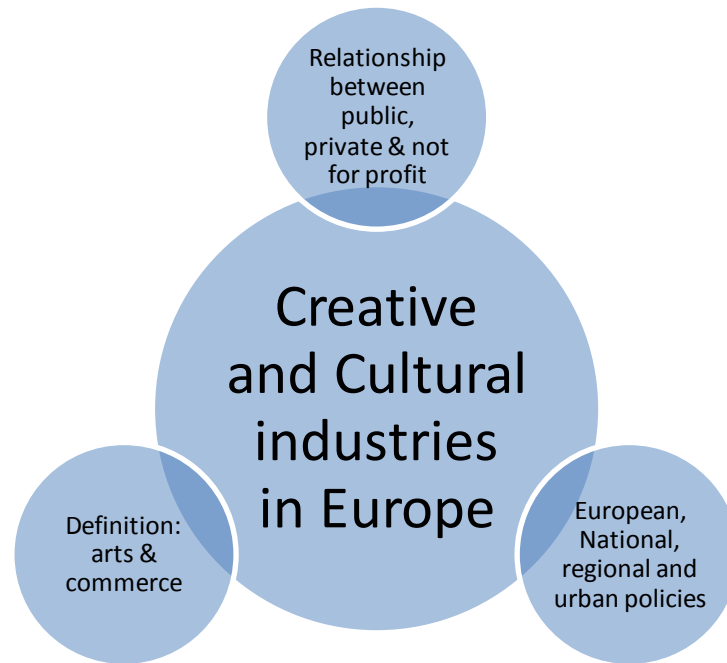 Relationship
between
public,
private & not
for profit
Creative
and Cultural
industries
in Europe
Definition:
arts &
commerce
European,
National,
regional and
urban policies